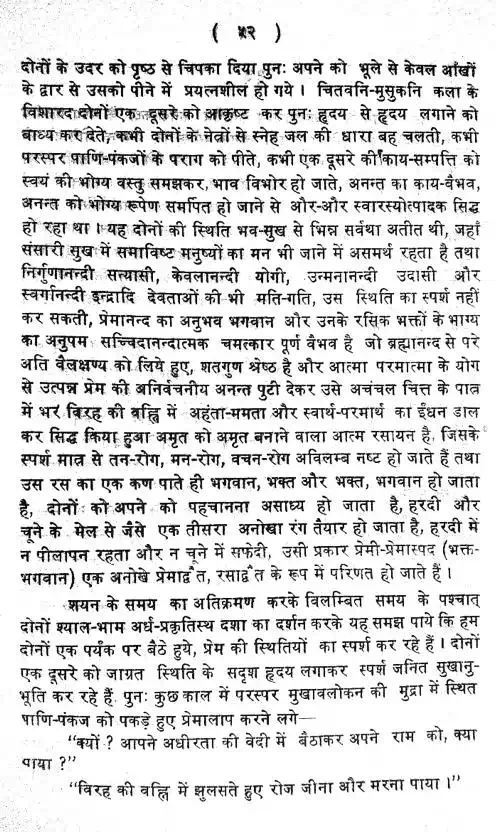 ( ५२ )
दोनों के उदर को पृष्ठ से चिपका दिया पुनः अपने को भूले से केवल आँखों
के द्वार से उसको पीने में प्रयत्नशील हो गये । चितवनि-मुसुकनि कला के
विशारद दोनों एक दूसरे को आकृष्ट कर पुनः हृदय से हृदय लगाने को
बाध्य कर देते, कभी दोनों के नेत्रों से स्नेह जल की धारा बह चलती, कभी
परस्पर पाणि-पंकजों के पराग को पीते, कभी एक दूसरे की काय-सम्पत्ति को
स्वयं की भोग्य वस्तु समझकर, भाव विभोर हो जाते, अनन्त का काय-वैभव,
अनन्त को भोग्य रूपेण समर्पित हो जाने से और-और स्वारस्योत्पादक सिद्ध
हो रहा था । यह दोनों की स्थिति भव-सुख से भिन्न सर्वथा अतीत थी, जहाँ
संसारी सुख में समाविष्ट मनुष्यों का मन भी जाने में असमर्थ रहता है तथा
निर्गुणानन्दी सत्यासी, केवलानन्दी योगी, उन्मनानन्दी उदासी और
स्वर्गानन्दी इन्द्रादि देवताओं की भी मति-गति, उस स्थिति का स्पर्श नहीं
कर सकती, प्रेमानन्द का अनुभव भगवान और उनके रसिक भक्तों के भाग्य
का अनुपम सच्चिदानन्दात्मक चमत्कार पूर्ण वैभव है जो ब्रह्मानन्द से परे
अति वैलक्षण्य को लिये हुए, शतगुण श्रेष्ठ है और आत्मा परमात्मा के योग
से उत्पन्न प्रेम की अनिर्वचनीय अनन्त पुटी देकर उसे अचंचल चित्त के पात्र
में भर विरह की वह्नि में अहंता-ममता और स्वार्थ-परमार्थ का ईंधन डाल
कर सिद्ध किया हुआ अमृत को अमृत बनाने वाला आत्म रसायन है, जिसके
स्पर्श मात्र से तन-रोग, मन-रोग, वचन-रोग अविलम्ब नष्ट हो जाते हैं तथा
उस रस का एक कण पाते ही भगवान, भक्त और भक्त, भगवान हो जाता
है, दोनों को अपने को पहचानना असाध्य हो जाता है, हरदी और
चूने के मेल से जैसे एक तीसरा अनोखा रंग तैयार हो जाता है, हरदी में
न पीलापन रहता और न चूने में सफेदी, उसी प्रकार प्रेमी-प्रेमास्पद (भक्त-
भगवान) एक अनोखे प्रेमाद्वैत, रसाद्वैत के रूप में परिणत हो जाते हैं ।
शयन के समय का अतिक्रमण करके विलम्बित समय के पश्चात्
दोनों श्याल-भाम अर्ध-प्रकृतिस्थ दशा का दर्शन करके यह समझ पाये कि हम
दोनों एक पर्यंक पर बैठे हुये, प्रेम की स्थितियों का स्पर्श कर रहे हैं । दोनों
एक दूसरे को जाग्रत स्थिति के सदृश हृदय लगाकर स्पर्श जनित सुखानु-
भूति कर रहे हैं. पुनः कुछ काल में परस्पर मुखावलोकन की मुद्रा में स्थित
पाणि-पंकज को पकड़े हुए प्रेमालाप करने लगे—
"क्यों ? आपने अधीरता की वेदी में बैठाकर अपने राम को, क्या
पाया ?"
"विरह की वह्नि में झुलसते हुए रोज जीना और मरना पाया ।"